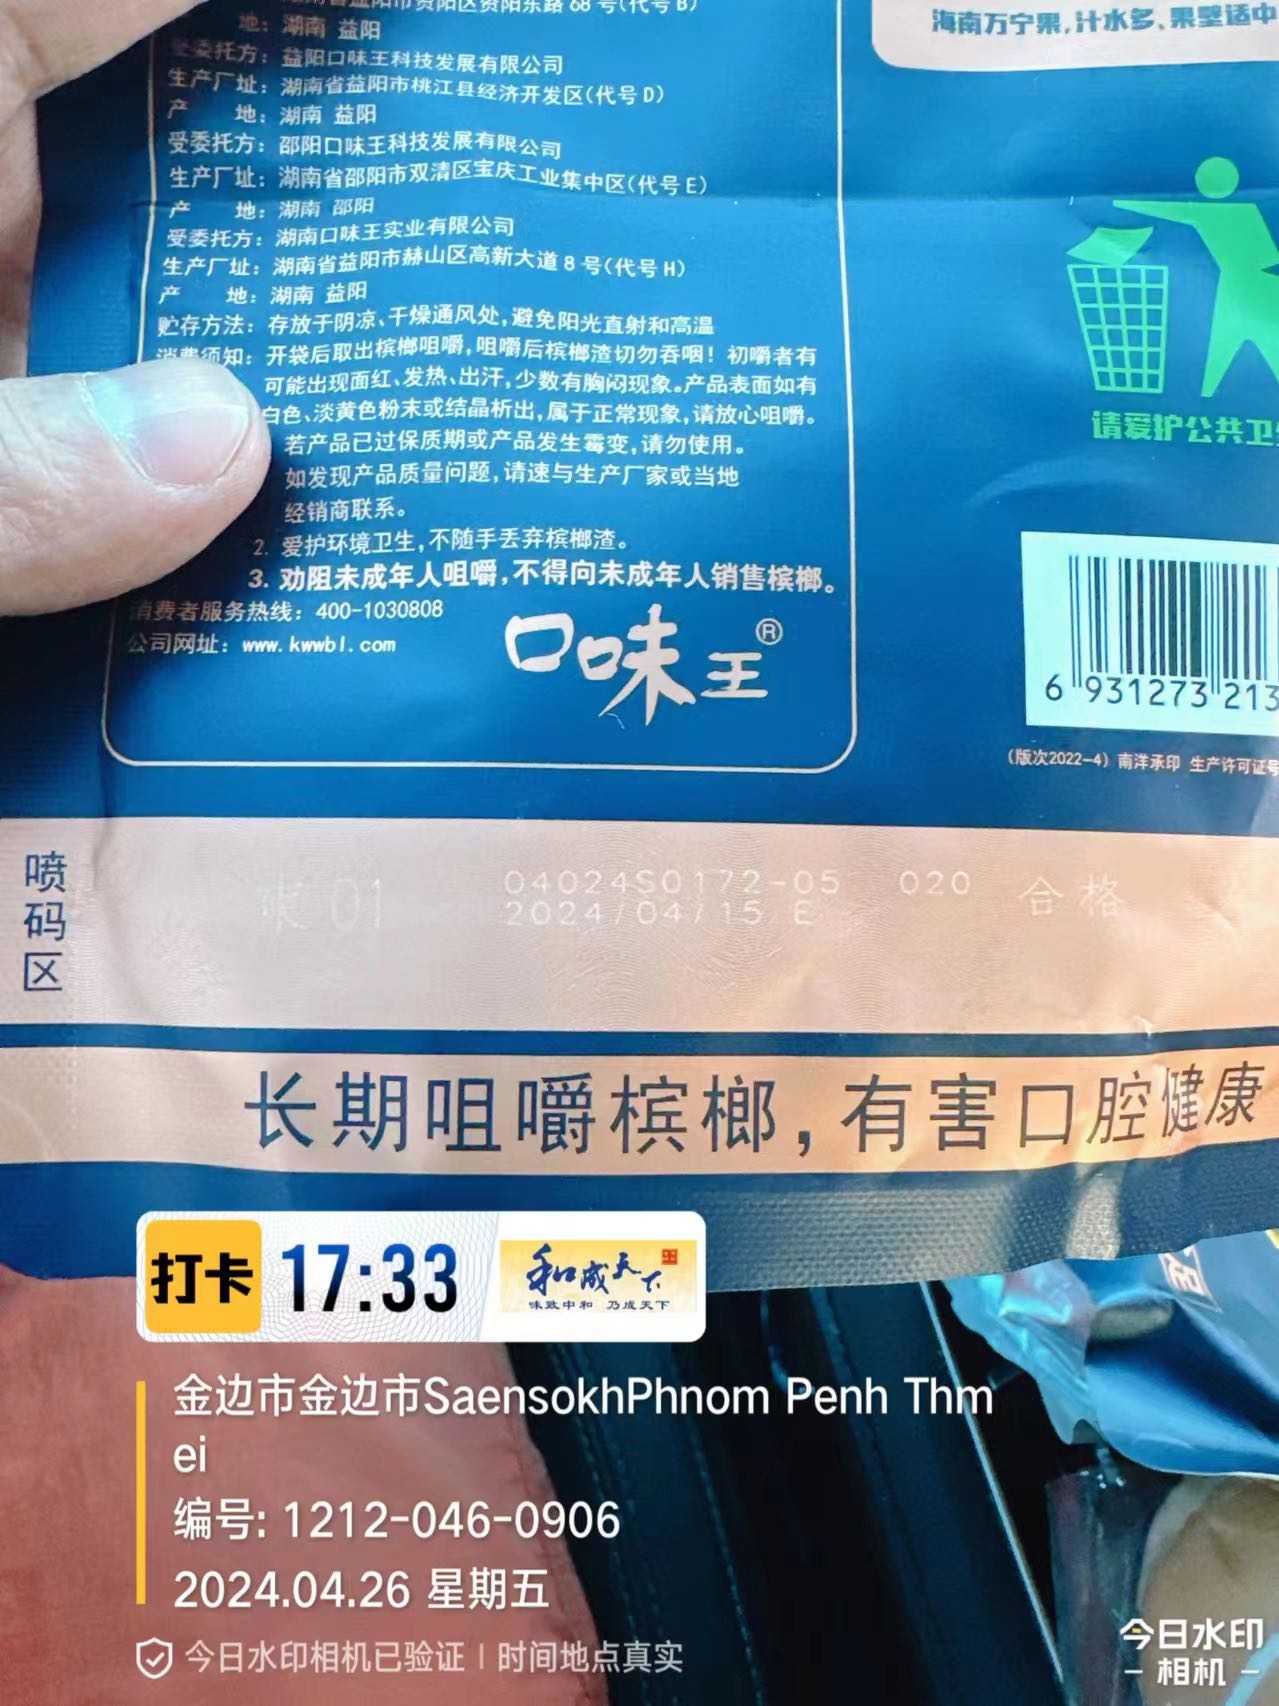 地：湖南 益阳
受委托方：益阳口味王科技发展有限公司
生产厂址：湖南省益阳市桃江县经济开发区(代号D)
产 地：湖南 益阳
受委托方：邵阳口味王科技发展有限公司
生产厂址：湖南省邵阳市双清区宝庆工业集中区(代号E)
产 地：湖南 邵阳
受委托方：湖南口味王实业有限公司
生产厂址：湖南省益阳市赫山区高新大道8号(代号H)
产 地：湖南 益阳
贮存方法：存放于阴凉、干燥通风处,避免阳光直射和高温
消费须知：开袋后取出槟榔咀嚼,咀嚼后槟榔渣切勿吞咽！初嚼者有
可能出现面红、发热、出汗,少数有胸闷现象。产品表面如有
白色、淡黄色粉末或结晶析出,属于正常现象,请放心咀嚼。
若产品已过保质期或产品发生霉变,请勿使用。
如发现产品质量问题,请速与生产厂家或当地
经销商联系。
2. 爱护环境卫生,不随手丢弃槟榔渣。
3. 劝阻未成年人咀嚼,不得向未成年人销售槟榔。
消费者服务热线：400-1030808
公司网址：www.kwwbl.com
口味王®
海南万宁果,汁水多、果壁适中
请爱护公共卫
6 931273 213
(版次2022-4) 南洋承印 生产许可证号
喷码区
01 04024S0172-05 020 合格
2024/04/15 E
长期咀嚼槟榔,有害口腔健康
打卡 17:33 和成天下
味致中和 乃成天下
金边市金边市SaensokhPhnom Penh Thm
ei
编号: 1212-046-0906
2024.04.26 星期五
今日水印相机已验证 | 时间地点真实
今日水印
-相机-